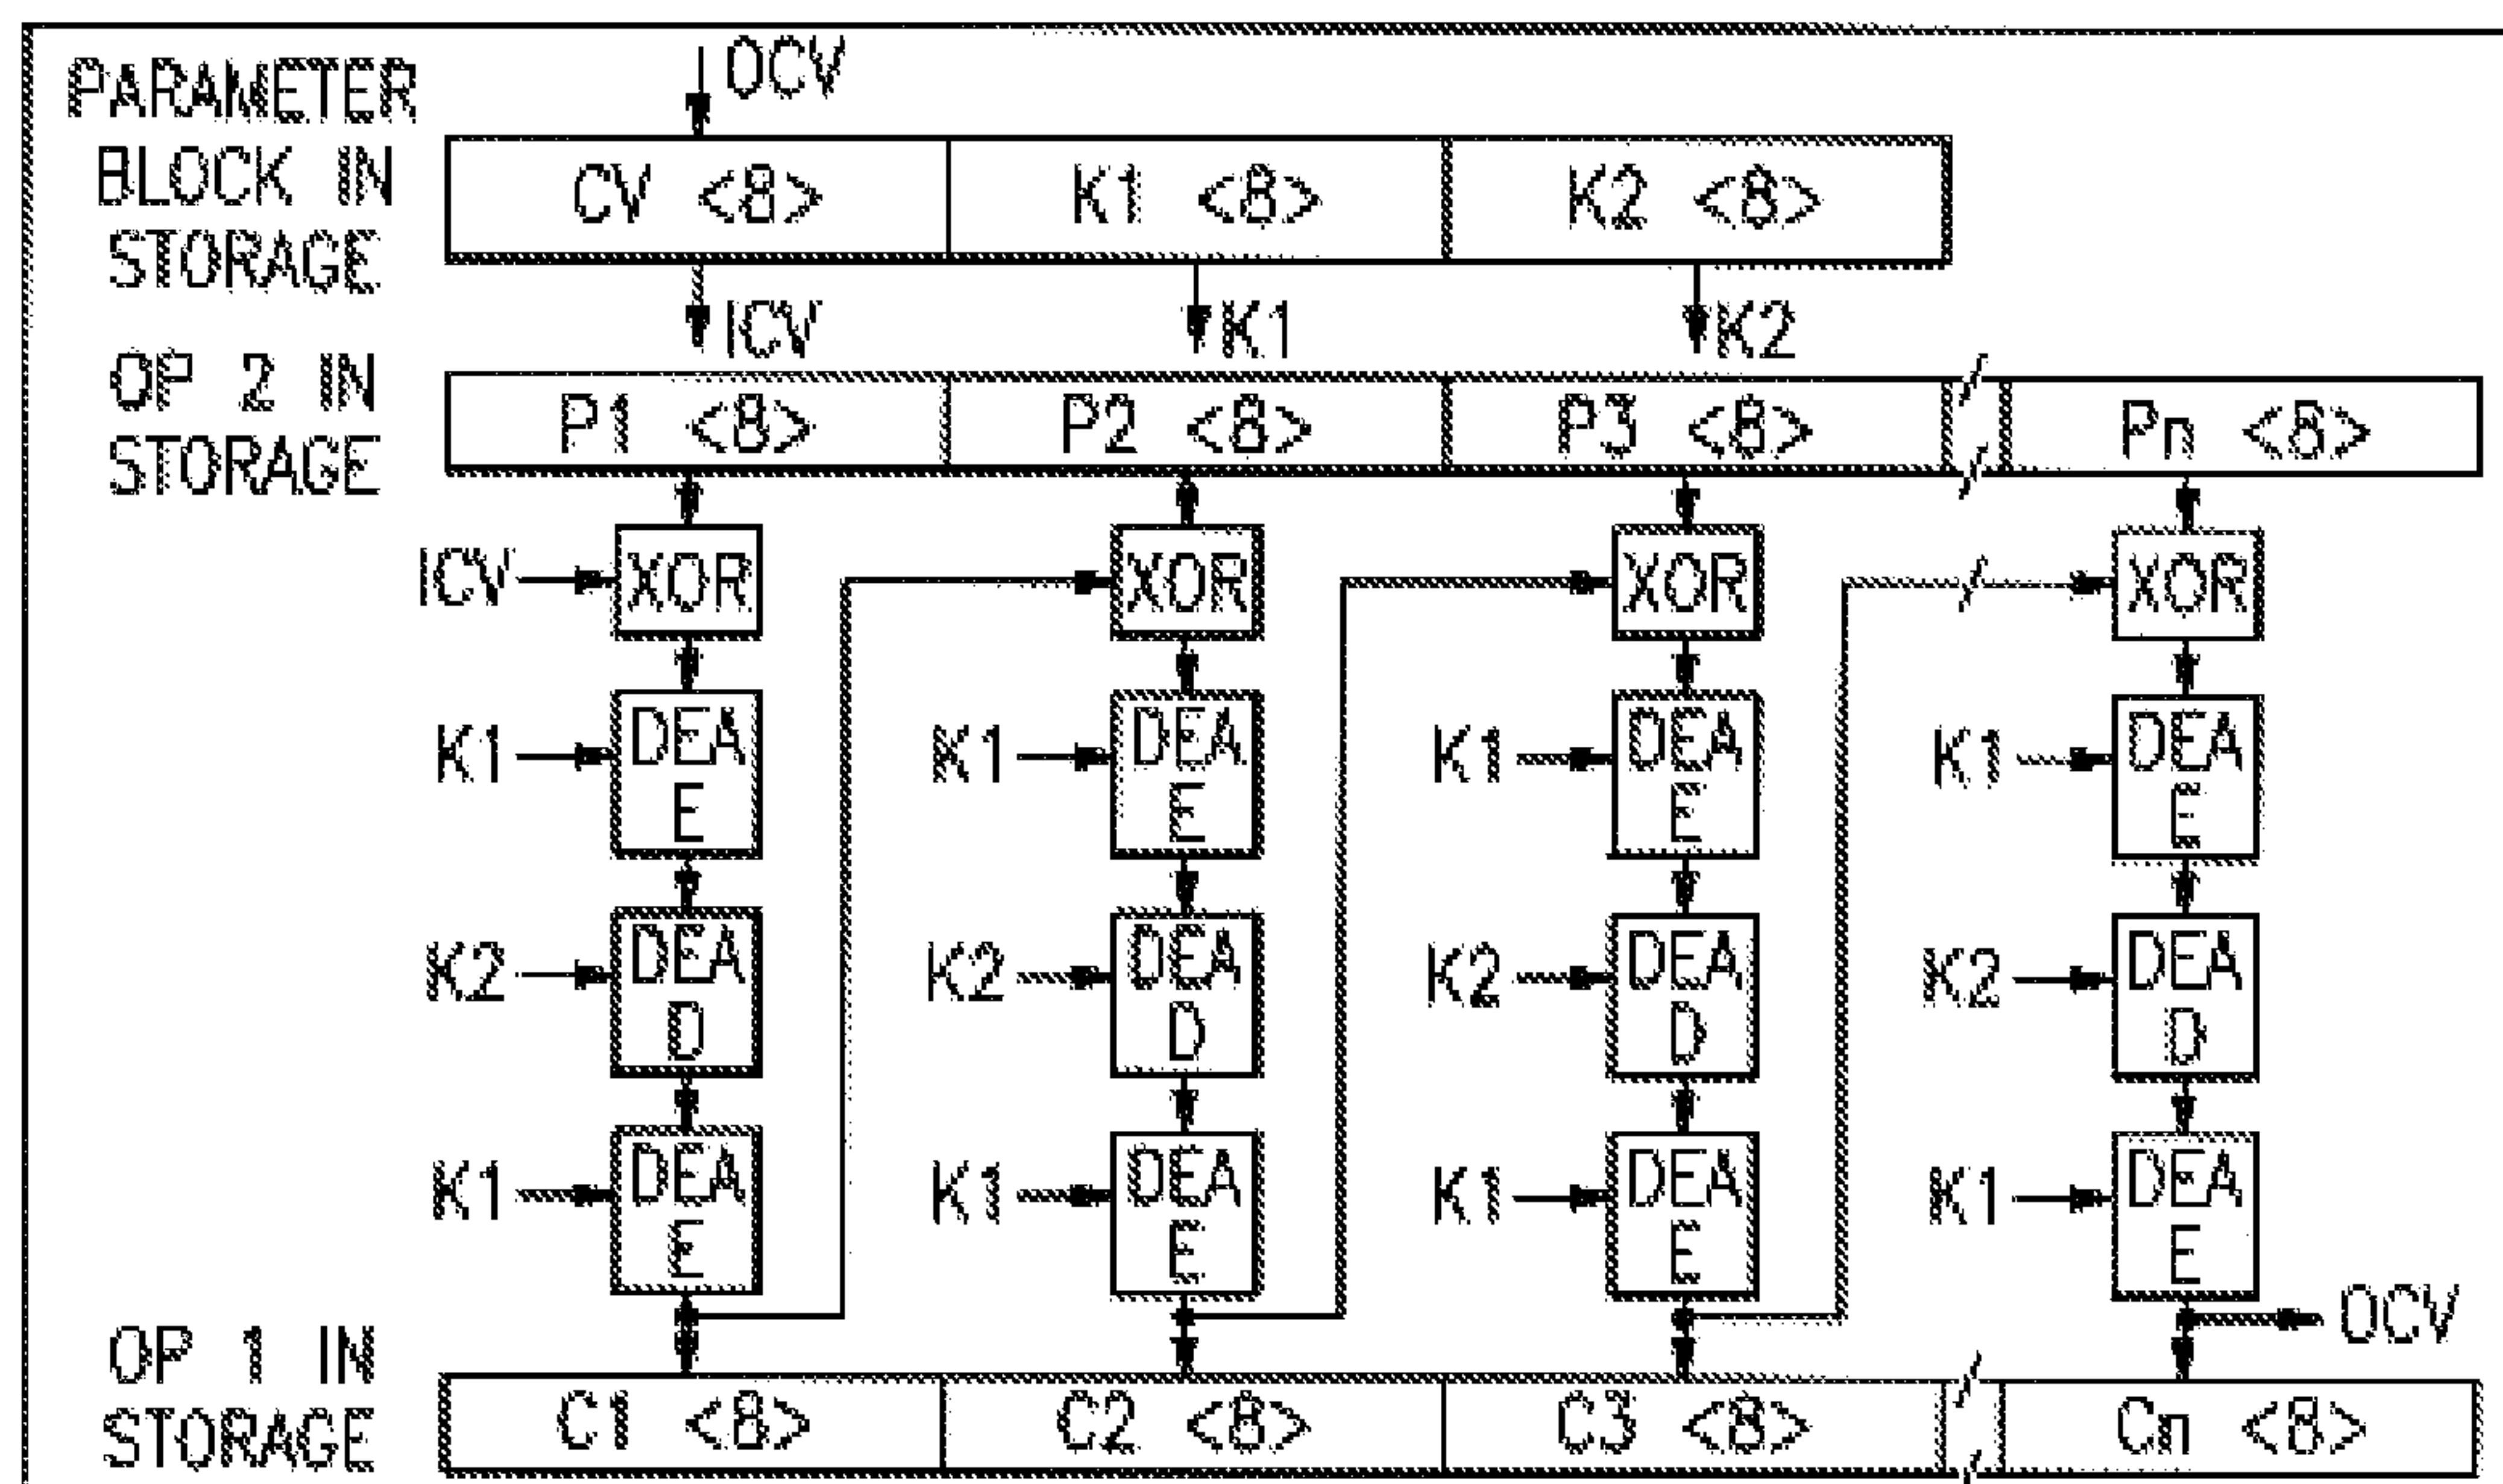 PARAMETER
BLOCK IN
STORAGE
OCV
CV <8>
K1 <8>
K2 <8>
ICV
K1
K2
OP 2 IN
STORAGE
P1 <8>
P2 <8>
P3 <8>
Pn <8>
ICV
XOR
XOR
XOR
XOR
K1
DEA
E
K1
DEA
E
K1
DEA
E
K1
DEA
E
K2
DEA
D
K2
DEA
D
K2
DEA
D
K2
DEA
D
K1
DEA
E
K1
DEA
E
K1
DEA
E
K1
DEA
E
OCV
OP 1 IN
STORAGE
C1 <8>
C2 <8>
C3 <8>
Cn <8>